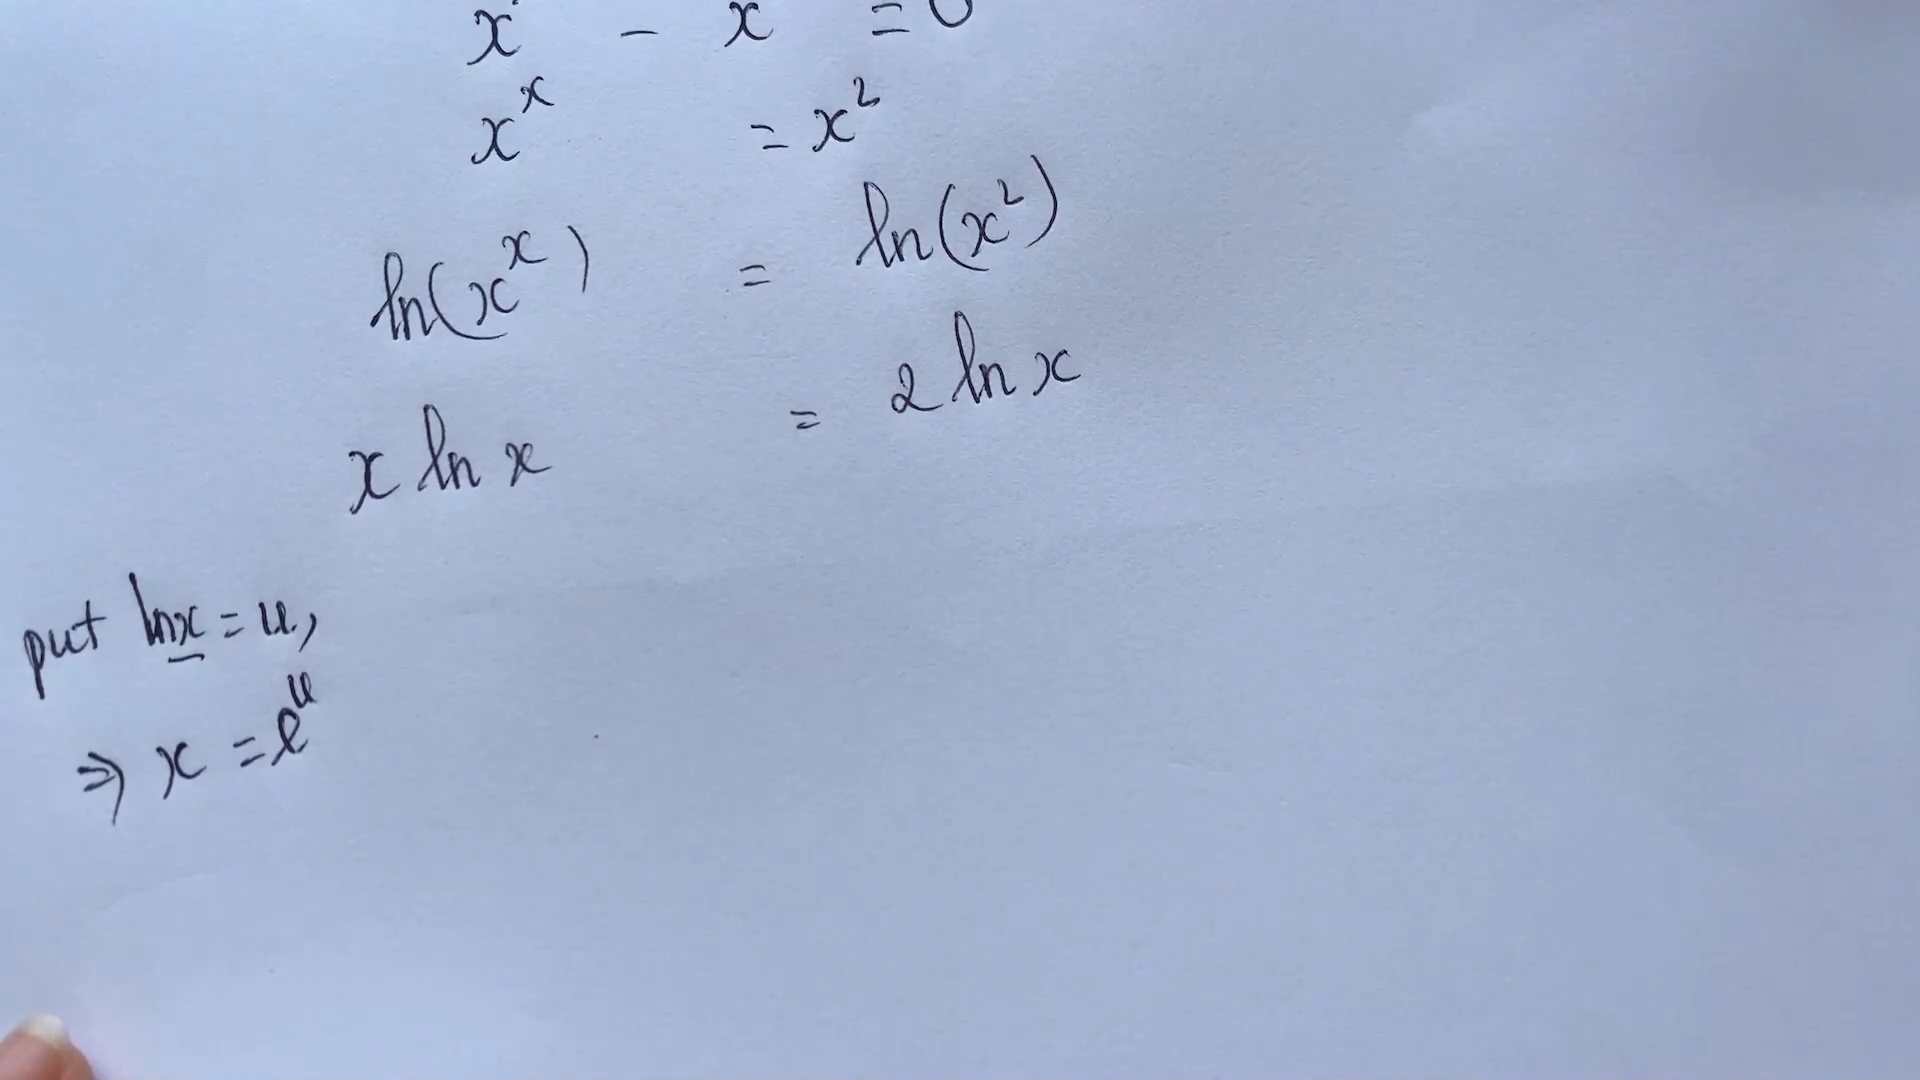 x - x = 0
x^x = x^2
ln(x^x) = ln(x^2)
x ln x = 2 ln x
put ln x = u,
⇒ x = e^u